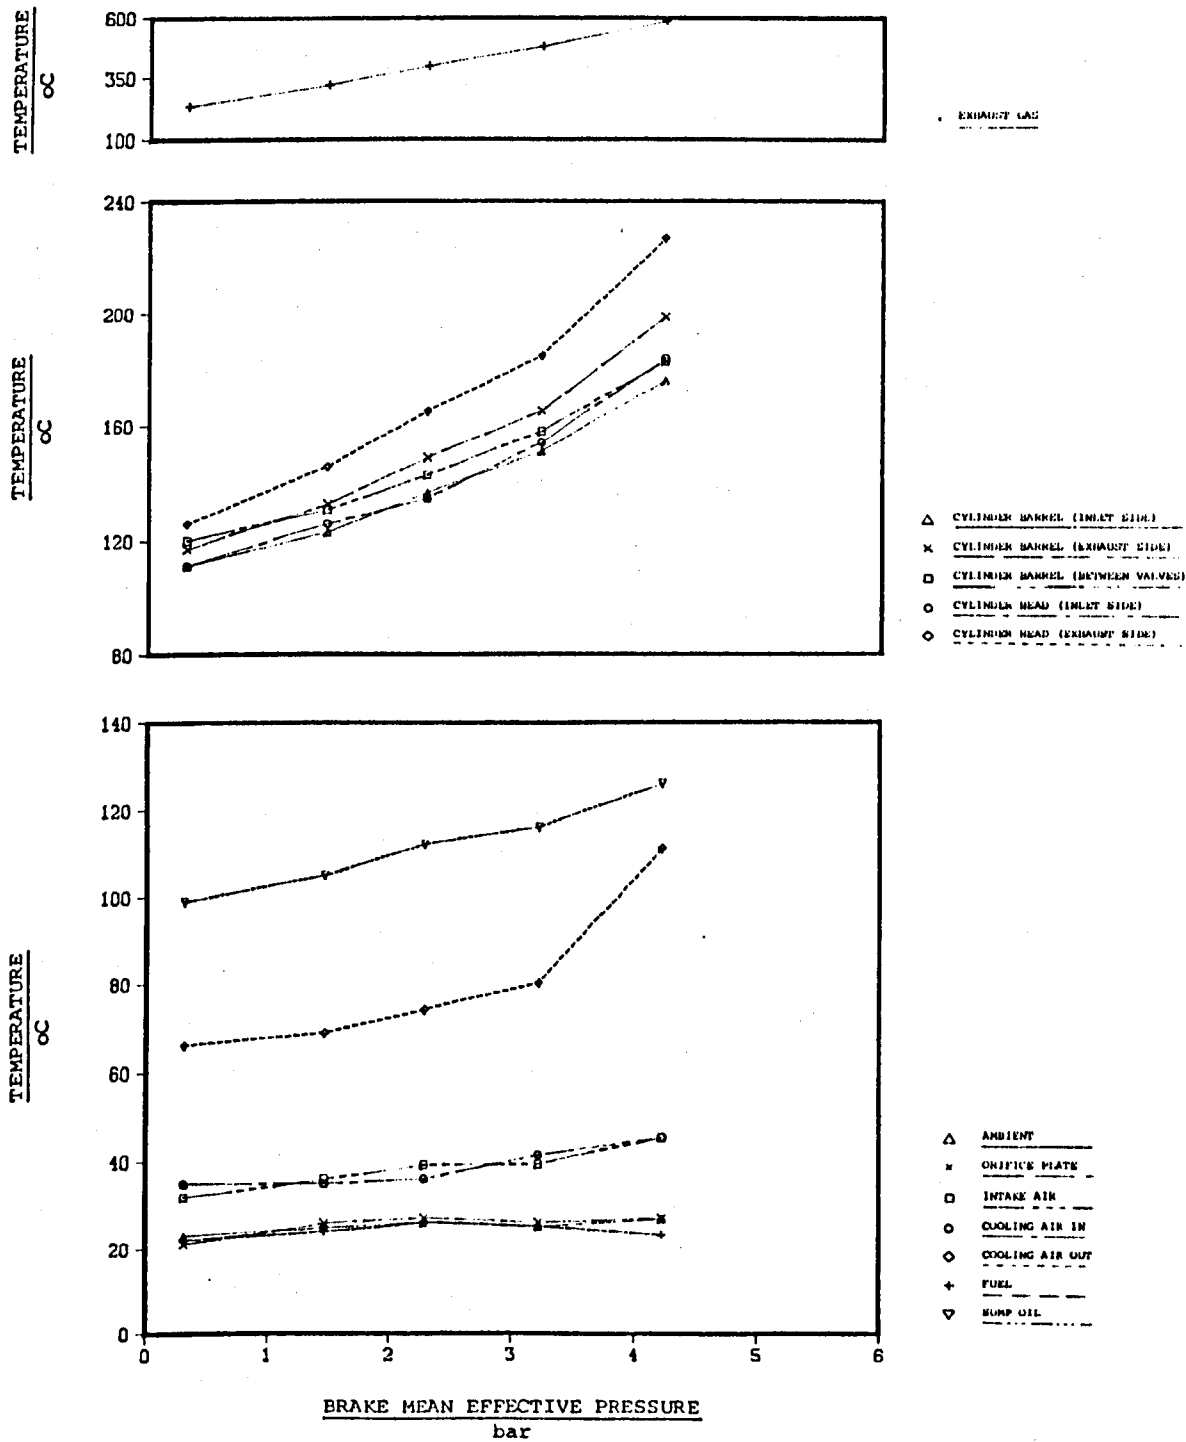 TEMPERATURE
oC
600
350
100
EXHAUST GAS
TEMPERATURE
oC
240
200
160
120
80
CYLINDER BARREL (INLET SIDE)
CYLINDER BARREL (EXHAUST SIDE)
CYLINDER BARREL (BETWEEN VALVES)
CYLINDER HEAD (INLET SIDE)
CYLINDER HEAD (EXHAUST SIDE)
TEMPERATURE
oC
140
120
100
80
60
40
20
0
AMBIENT
ORIFICE PLATE
INTAKE AIR
COOLING AIR IN
COOLING AIR OUT
FUEL
SUMP OIL
0 1 2 3 4 5 6
BRAKE MEAN EFFECTIVE PRESSURE
bar